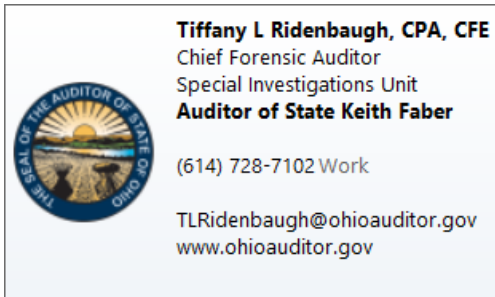 Tiffany L Ridenbaugh, CPA, CFE
Chief Forensic Auditor
Special Investigations Unit
Auditor of State Keith Faber
THE SEAL OF THE AUDITOR OF STATE OF OHIO
(614) 728-7102 Work
TLRidenbaugh@ohioauditor.gov
www.ohioauditor.gov